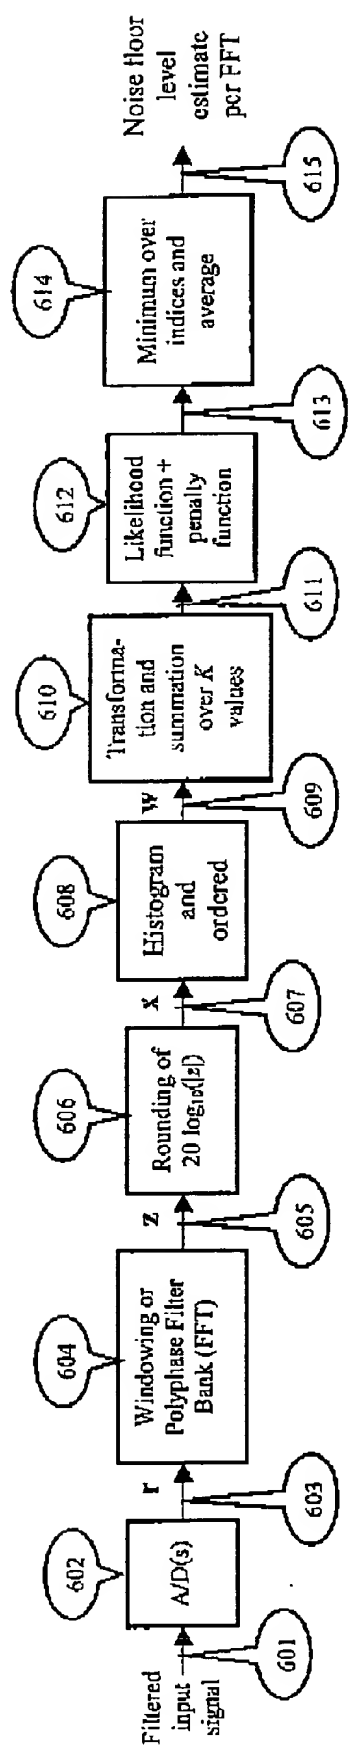 Filtered
input
signal
601
602
A/D(s)
r
603
604
Windowing or
Polyphase Filter
Bank (FFT)
z
605
606
Rounding of
20 log10(|z|)
x
607
608
Histogram
and
ordered
w
609
610
Transforma-
tion and
summation
over K
values
611
612
Likelihood
function +
penalty
function
613
614
Minimum over
indices and
average
615
Noise floor
level
estimate
per FFT